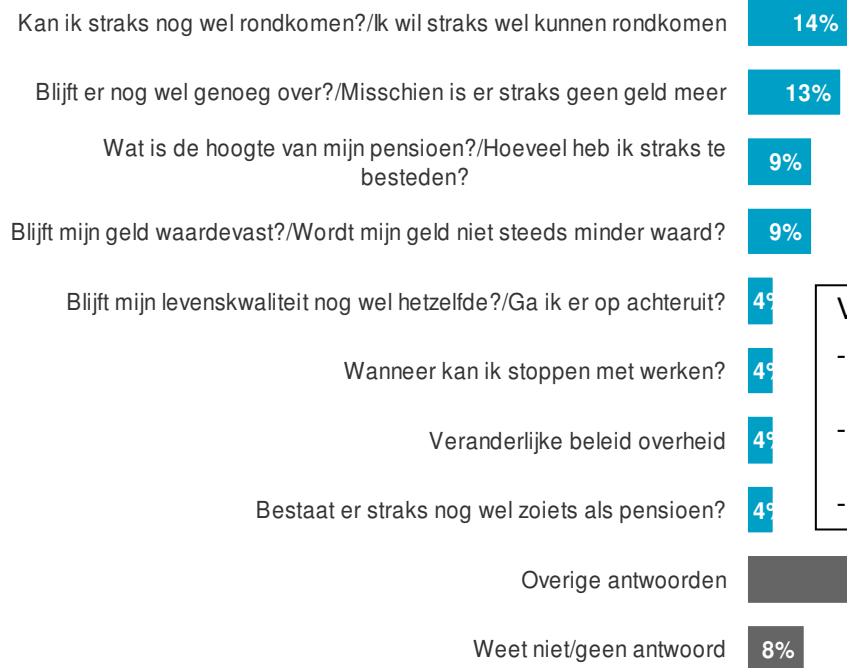 Kan ik straks nog wel rondkomen?/Ik wil straks wel kunnen rondkomen 14%
Blijft er nog wel genoeg over?/Misschien is er straks geen geld meer 13%
Wat is de hoogte van mijn pensioen?/Hoeveel heb ik straks te
besteden? 9%
Blijft mijn geld waardevast?/Wordt mijn geld niet steeds minder waard? 9%
Blijft mijn levenskwaliteit nog wel hetzelfde?/Ga ik er op achteruit? 4%
Wanneer kan ik stoppen met werken? 4%
Veranderlijke beleid overheid 4%
Bestaat er straks nog wel zoiets als pensioen? 4%
-
-
-
Overige antwoorden
Weet niet/geen antwoord 8%